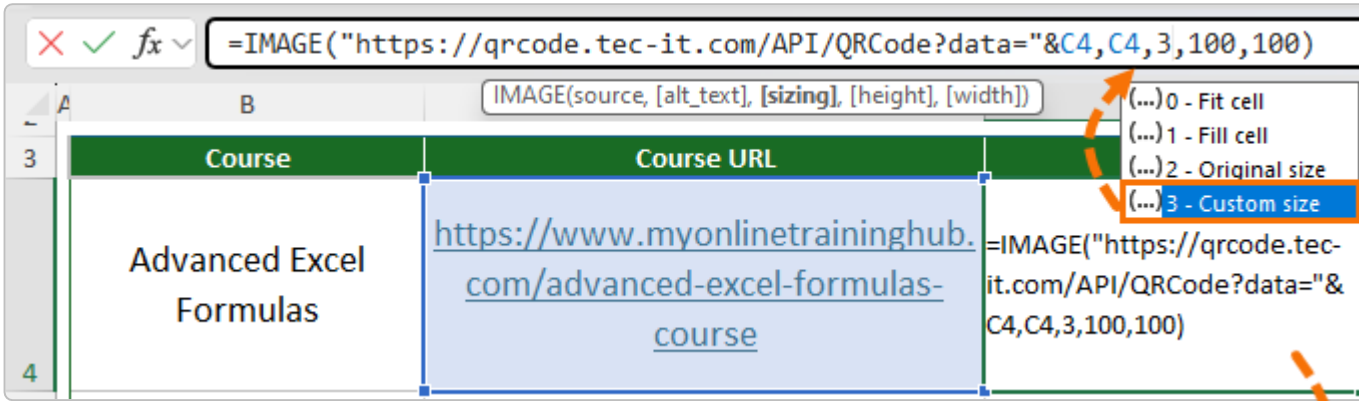 fx =IMAGE("https://qrcode.tec-it.com/API/QRCode?data="&C4,C4,3,100,100)
IMAGE(source, [alt_text], [sizing], [height], [width])
A B
(...) 0 - Fit cell
(...) 1 - Fill cell
(...) 2 - Original size
(...) 3 - Custom size
3 Course Course URL
Advanced Excel
Formulas
https://www.myonlinetraininghub.
com/advanced-excel-formulas-
course
=IMAGE("https://qrcode.tec-
it.com/API/QRCode?data="&
C4,C4,3,100,100)
4